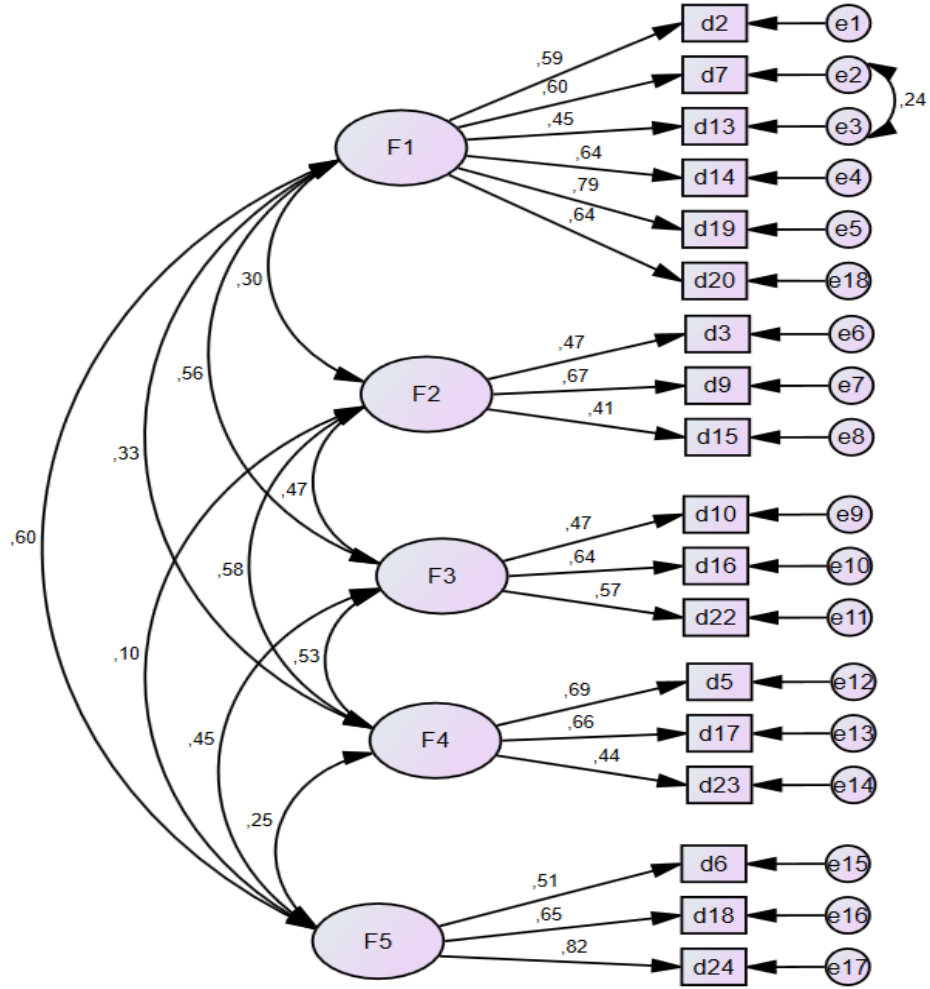 d2 e1
,59
d7 e2
,60
,24
,45 d13 e3
F1
,64 d14 e4
,79
d19 e5
,64
d20 e18
,30
d3 e6
,47
,56
,67 d9 e7
F2
,41
d15 e8
,33
,47
d10 e9
,47
,60
,64 d16 e10
,58 F3
,57
d22 e11
,10 ,53
d5 e12
,69
,45
,66 d17 e13
F4
,44
d23 e14
,25
d6 e15
,51
,65 d18 e16
F5
,82
d24 e17